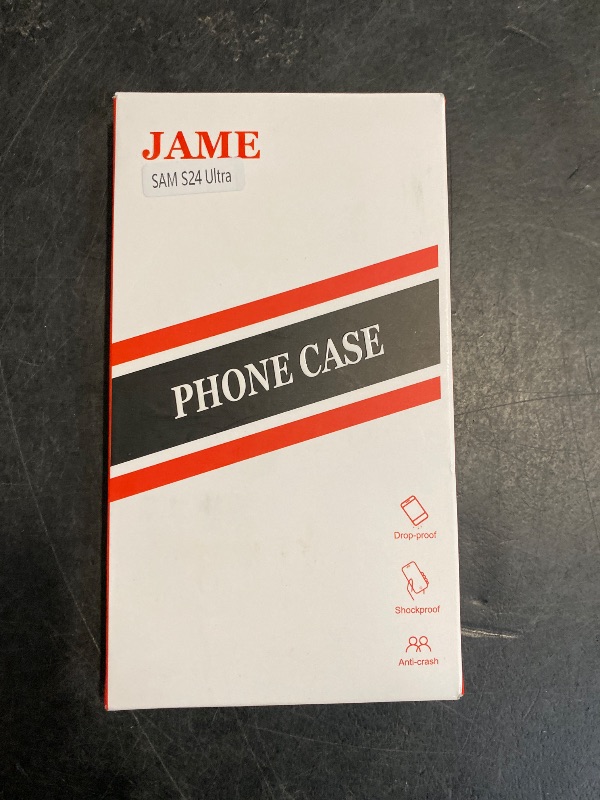 JAME
SAM S24 Ultra
PHONE CASE
Drop-proof
Shockproof
Anti-crash